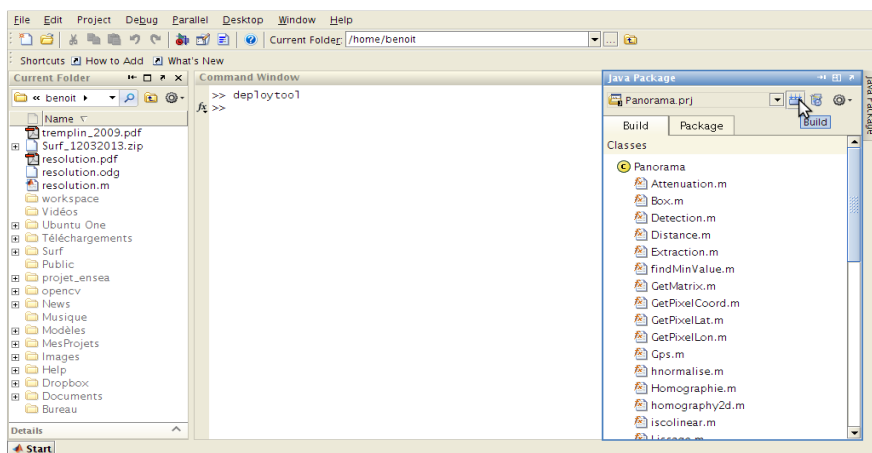 File Edit Project Debug Parallel Desktop Window Help
Current Folder: /home/benoit
Shortcuts How to Add What's New
Current Folder
« benoit
Name
tremplin_2009.pdf
Surf_12032013.zip
resolution.pdf
resolution.odg
resolution.m
workspace
Vidéos
Ubuntu One
Téléchargements
Surf
Public
projet_ensea
opencv
News
Musique
Modèles
MesProjets
Images
Help
Dropbox
Documents
Bureau
Details
Start
Command Window
>> deploytool
fx >>
Java Package
Panorama.prj
Build
Build Package
Classes
Panorama
Attenuation.m
Box.m
Detection.m
Distance.m
Extraction.m
findMinValue.m
GetMatrix.m
GetPixelCoord.m
GetPixelLat.m
GetPixelLon.m
Gps.m
hnormalise.m
Homographie.m
homography2d.m
iscolinear.m
Java Package